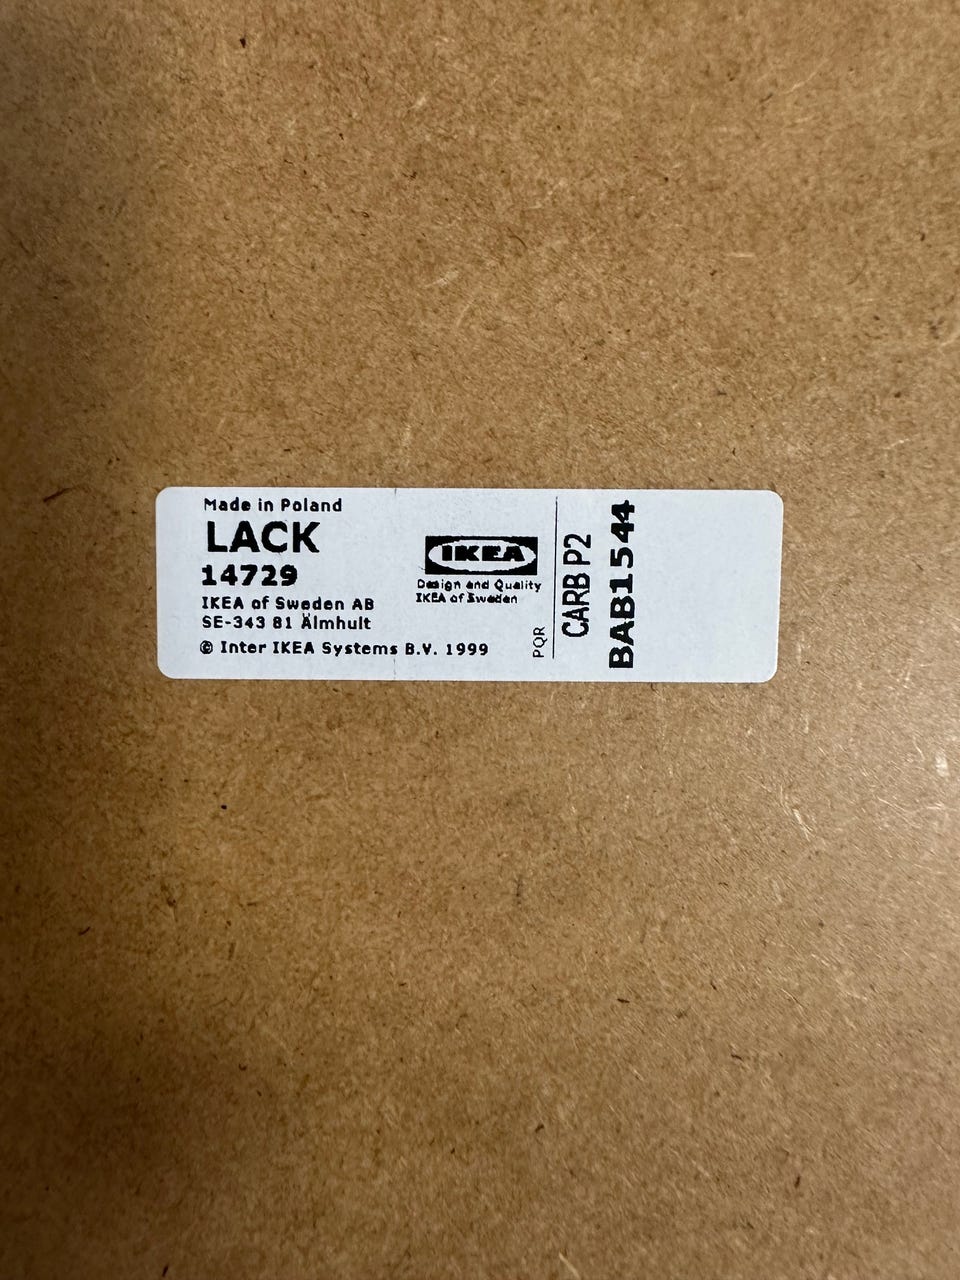 Made in Poland
LACK
14729
IKEA of Sweden AB
SE-343 81 Älmhult
© Inter IKEA Systems B.V. 1999
IKEA
Design and Quality
IKEA of Sweden
PQR
CARB P2
BAB1544